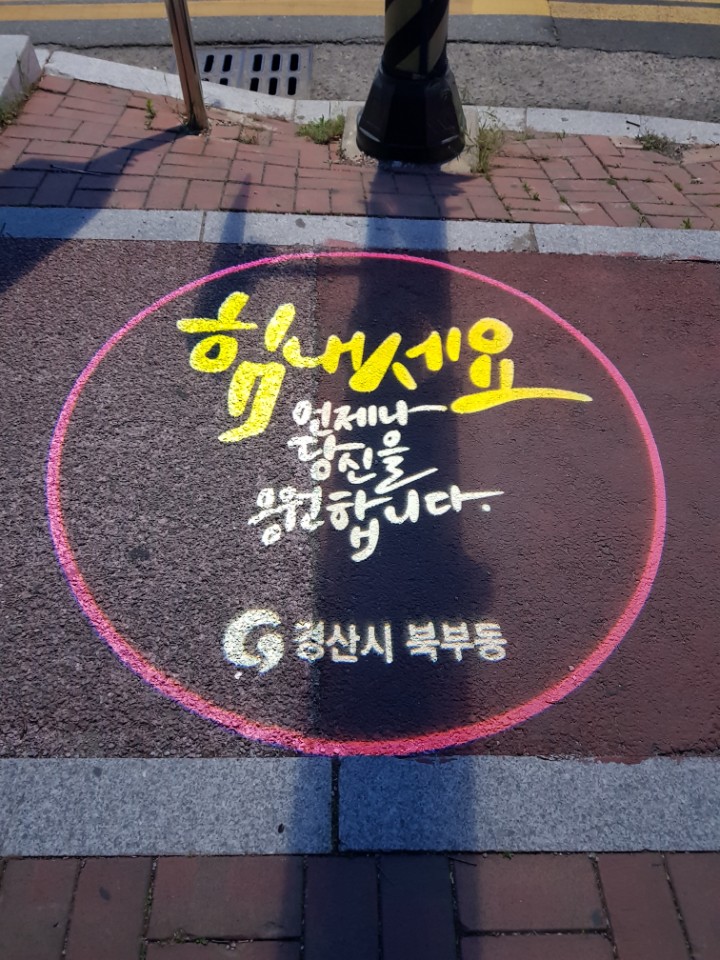 힘내세요
언제나
당신을
응원합니다.
경산시 북부동